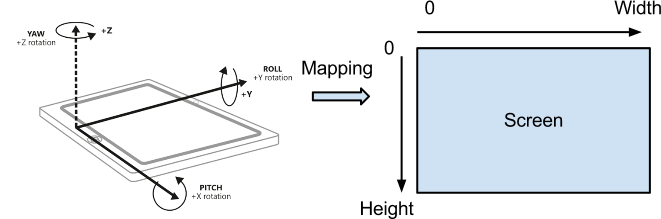 YAW
+Z rotation
+Z
ROLL
+Y rotation
+Y
PITCH
+X rotation
Mapping
0
Width
0
Screen
Height